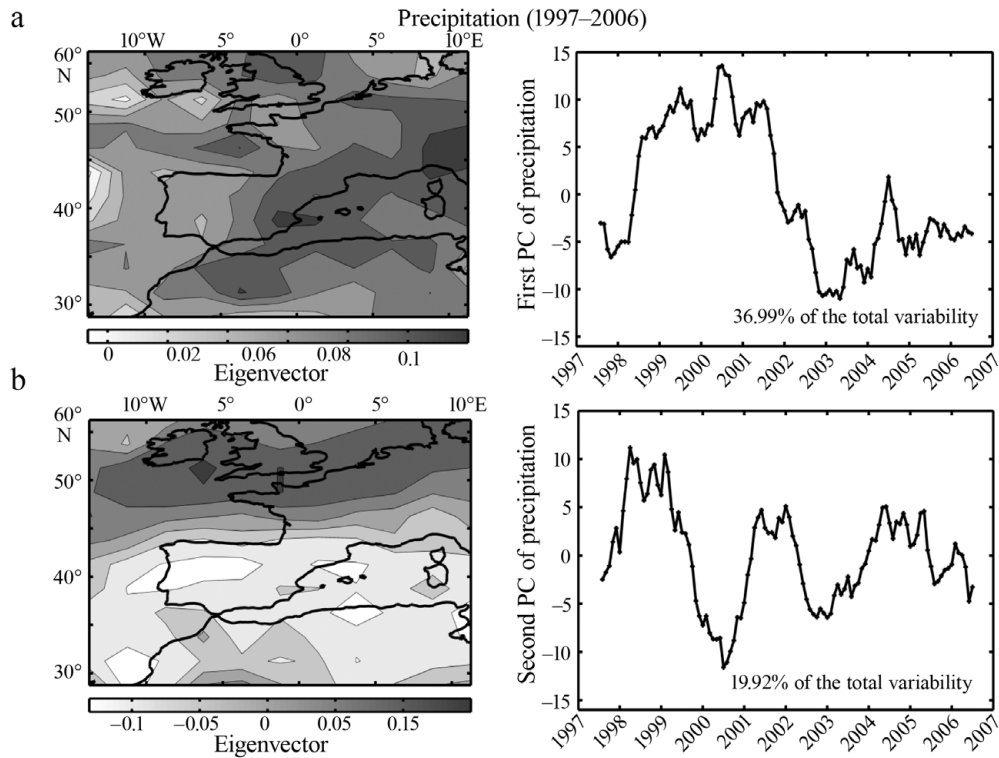 a
Precipitation (1997–2006)
10°W 5° 0° 5° 10°E
60°
N
50°
40°
30°
0 0.02 0.06 0.08 0.1
Eigenvector
15
10
5
0
–5
–10
–15
First PC of precipitation
36.99% of the total variability
1997 1998 1999 2000 2001 2002 2003 2004 2005 2006 2007
b
10°W 5° 0° 5° 10°E
60°
N
50°
40°
30°
–0.1 –0.05 0 0.05 0.15
Eigenvector
15
10
5
0
–5
–10
–15
Second PC of precipitation
19.92% of the total variability
1997 1998 1999 2000 2001 2002 2003 2004 2005 2006 2007